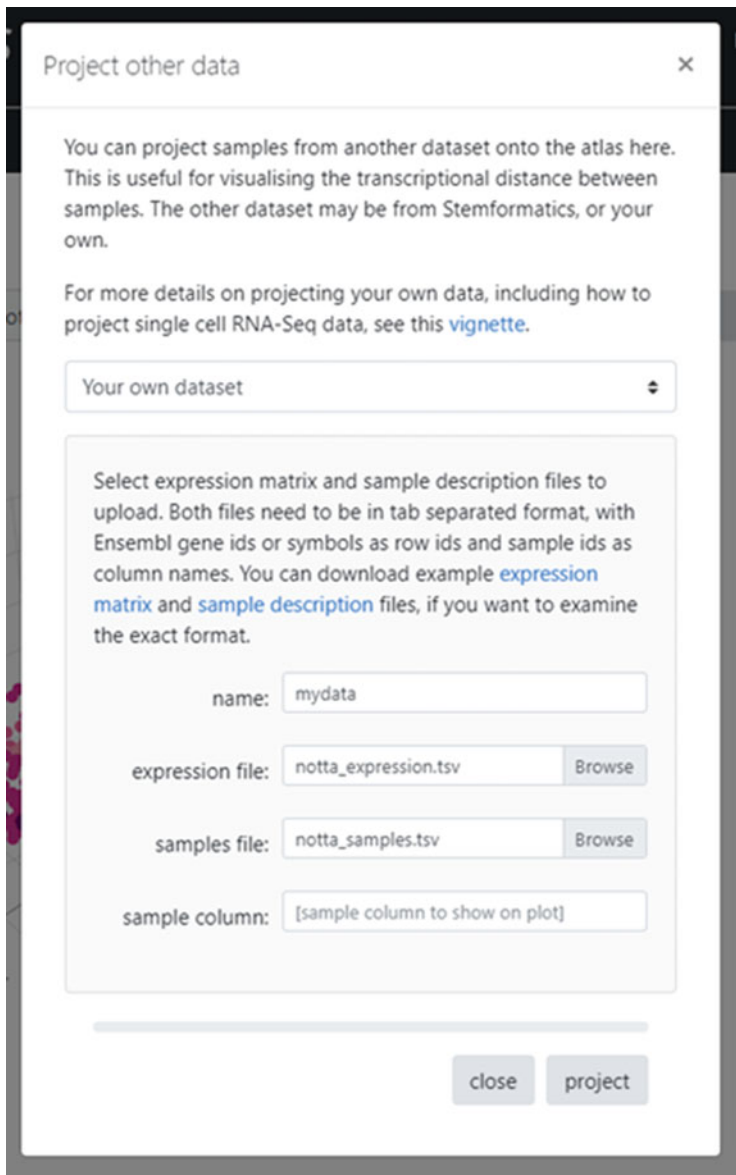 Project other data
×
You can project samples from another dataset onto the atlas here.
This is useful for visualising the transcriptional distance between
samples. The other dataset may be from Stemformatics, or your
own.
For more details on projecting your own data, including how to
project single cell RNA-Seq data, see this vignette.
Your own dataset
Select expression matrix and sample description files to
upload. Both files need to be in tab separated format, with
Ensembl gene ids or symbols as row ids and sample ids as
column names. You can download example expression
matrix and sample description files, if you want to examine
the exact format.
name: mydata
expression file: notta_expression.tsv Browse
samples file: notta_samples.tsv Browse
sample column: [sample column to show on plot]
close project